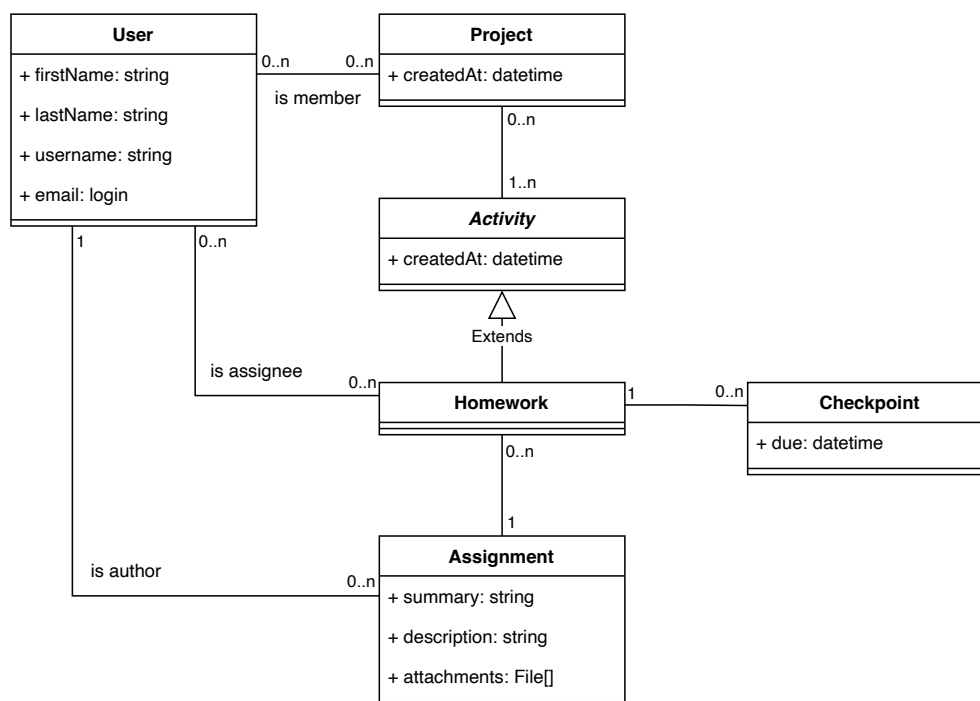 User
+ firstName: string
+ lastName: string
+ username: string
+ email: login
0..n
0..n
is member
Project
+ createdAt: datetime
0..n
1..n
Activity
+ createdAt: datetime
Extends
1
0..n
is assignee
0..n
Homework
1
0..n
Checkpoint
+ due: datetime
0..n
1
is author
0..n
Assignment
+ summary: string
+ description: string
+ attachments: File[]